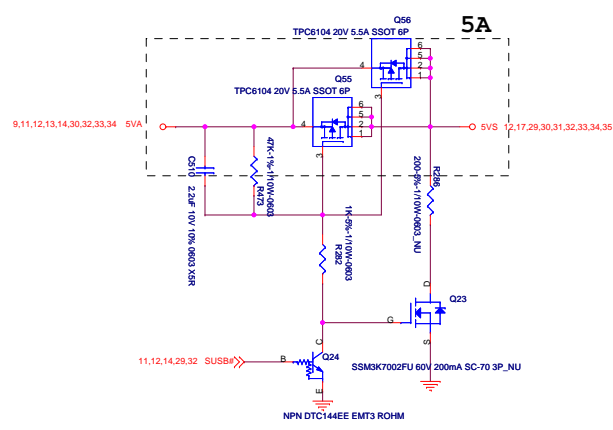 5A
Q56
TPC6104 20V 5.5A SSOT 6P
6
5
4
2
1
3
Q55
TPC6104 20V 5.5A SSOT 6P
6
5
9,11,12,13,14,30,32,33,34 5VA
4
2
1
3
5VS 12,17,29,30,31,32,33,34,35
C510
2.2uF 10V 10% 0603 X5R
47K-1%-1/10W-0603
R473
1K-5%-1/10W-0603
R282
R286
200-5%-1/10W-0603_NU
D
Q23
G
S
SSM3K7002FU 60V 200mA SC-70 3P_NU
11,12,14,29,32 SUSB#
B
C
Q24
E
NPN DTC144EE EMT3 ROHM